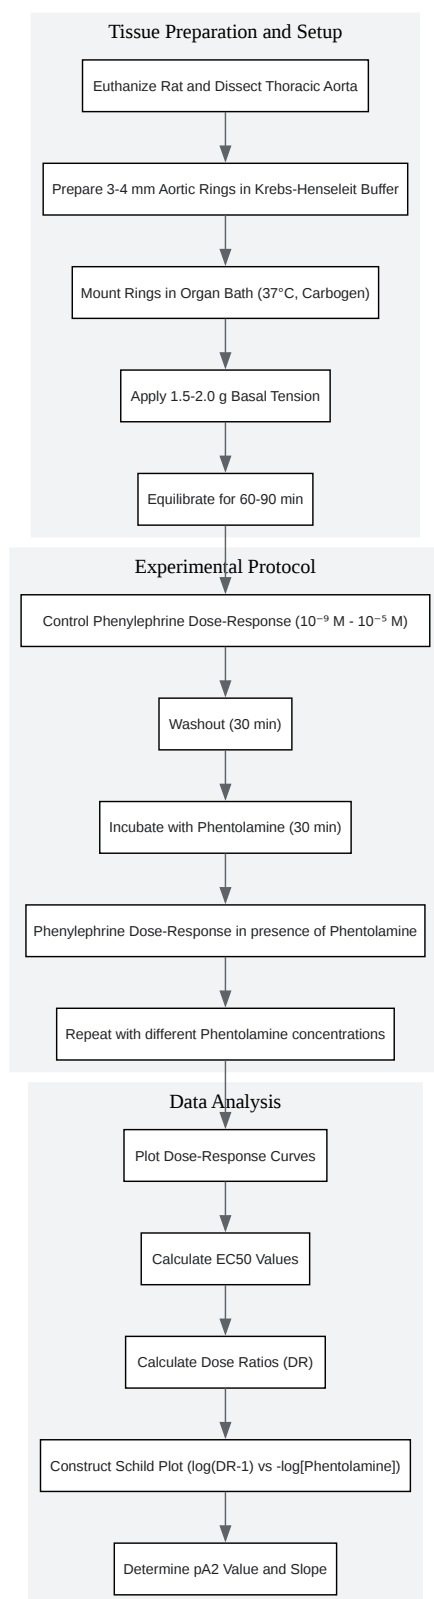 Tissue Preparation and Setup
Euthanize Rat and Dissect Thoracic Aorta
Prepare 3-4 mm Aortic Rings in Krebs-Henseleit Buffer
Mount Rings in Organ Bath (37°C, Carbogen)
Apply 1.5-2.0 g Basal Tension
Equilibrate for 60-90 min
Experimental Protocol
Control Phenylephrine Dose-Response (10⁻⁹ M - 10⁻⁵ M)
Washout (30 min)
Incubate with Phentolamine (30 min)
Phenylephrine Dose-Response in presence of Phentolamine
Repeat with different Phentolamine concentrations
Data Analysis
Plot Dose-Response Curves
Calculate EC50 Values
Calculate Dose Ratios (DR)
Construct Schild Plot (log(DR-1) vs -log[Phentolamine])
Determine pA2 Value and Slope